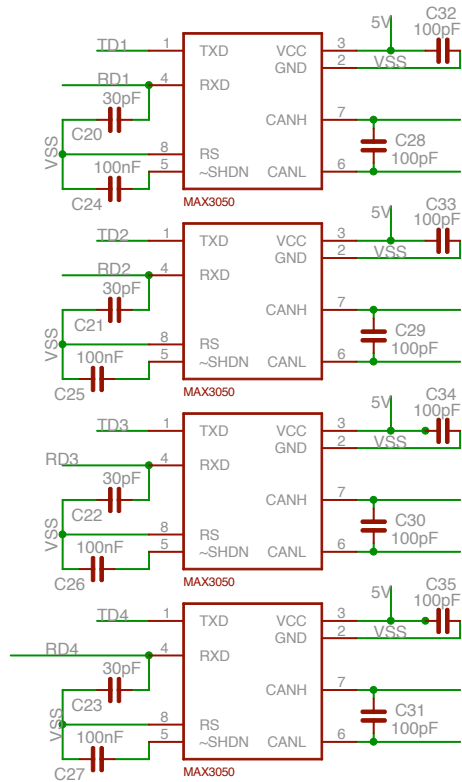 C32
5V 100pF
TD1 1 TXD VCC 3
GND 2 VSS
RD1 4 RXD
30pF
C20
CANH 7
C28
100pF
VSS
8 RS
100nF 5 ~SHDN CANL 6
C24
MAX3050
C33
5V 100pF
TD2 1 TXD VCC 3
GND 2 VSS
RD2 4 RXD
30pF
C21
CANH 7
C29
100pF
VSS
8 RS
100nF 5 ~SHDN CANL 6
C25
MAX3050
C34
5V 100pF
TD3 1 TXD VCC 3
GND 2 VSS
RD3 4 RXD
30pF
C22
CANH 7
C30
100pF
VSS
8 RS
100nF 5 ~SHDN CANL 6
C26
MAX3050
C35
5V 100pF
TD4 1 TXD VCC 3
GND 2 VSS
RD4 4 RXD
30pF
C23
CANH 7
C31
100pF
VSS
8 RS
100nF 5 ~SHDN CANL 6
C27
MAX3050